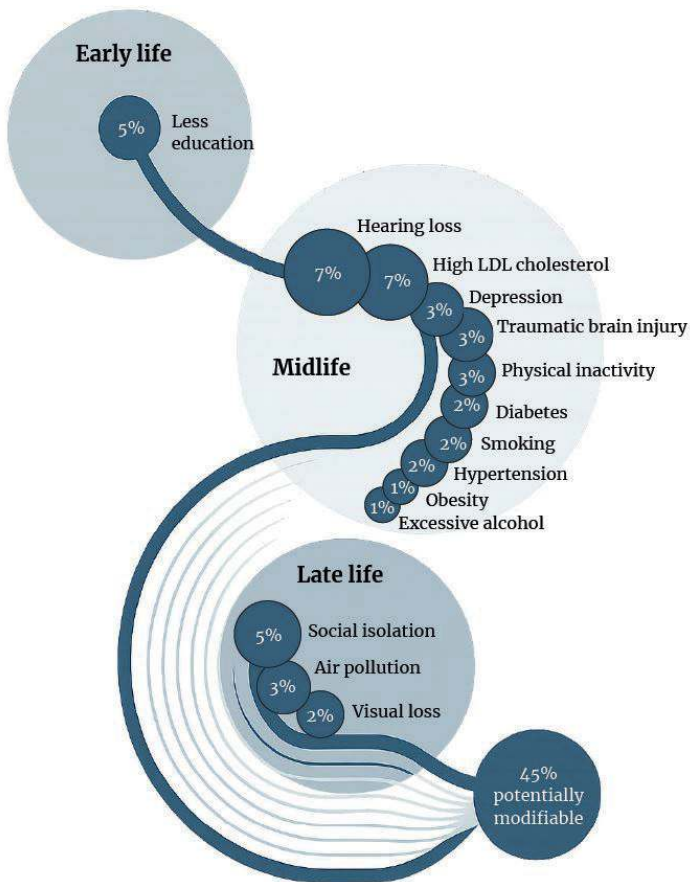 Early life
5%
Less
education
Hearing loss
7%
High LDL cholesterol
7%
Depression
3%
Traumatic brain injury
3%
Midlife
Physical inactivity
3%
Diabetes
2%
Smoking
2%
Hypertension
2%
Obesity
1%
Excessive alcohol
1%
Late life
5%
Social isolation
Air pollution
3%
Visual loss
2%
45%
potentially
modifiable